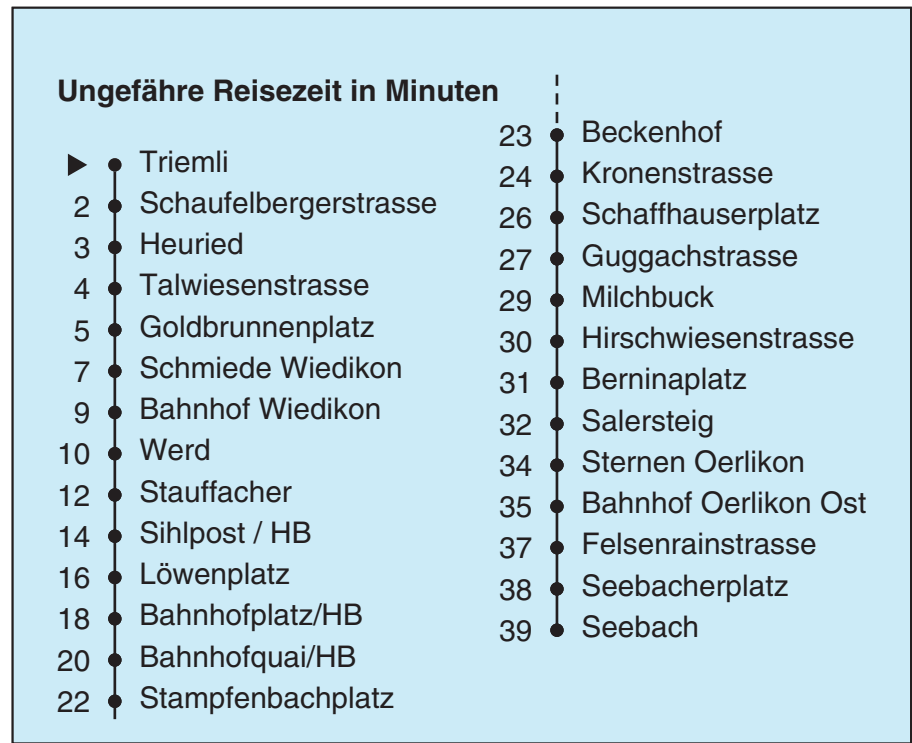 Ungefähre Reisezeit in Minuten
Triemli
2 Schaufelbergerstrasse
3 Heuried
4 Talwiesenstrasse
5 Goldbrunnenplatz
7 Schmiede Wiedikon
9 Bahnhof Wiedikon
10 Werd
12 Stauffacher
14 Sihlpost / HB
16 Löwenplatz
18 Bahnhofplatz/HB
20 Bahnhofquai/HB
22 Stampfenbachplatz
23 Beckenhof
24 Kronenstrasse
26 Schaffhauserplatz
27 Guggachstrasse
29 Milchbuck
30 Hirschwiesenstrasse
31 Berninaplatz
32 Salersteig
34 Sternen Oerlikon
35 Bahnhof Oerlikon Ost
37 Felsenrainstrasse
38 Seebacherplatz
39 Seebach